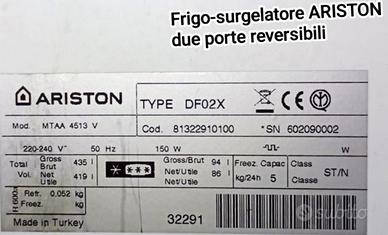 Frigo-surgelatore ARISTON
due porte reversibili
ARISTON
TYPE DF02X
Mod. MTAA 4513 V
Cod. 81322910100 *SN 602090002
220-240 V~ 50 Hz 150 W W
Total Gross Brut 435 l
Vol. Net Utile 419 l
Gross/Brut 94 l
Net/Utile 86 l
Freez. Capac
kg/24h 5
Class
Classe
ST/N
R 600a
Refr. 0,052 kg
Freez. kg
Made in Turkey
32291
subito